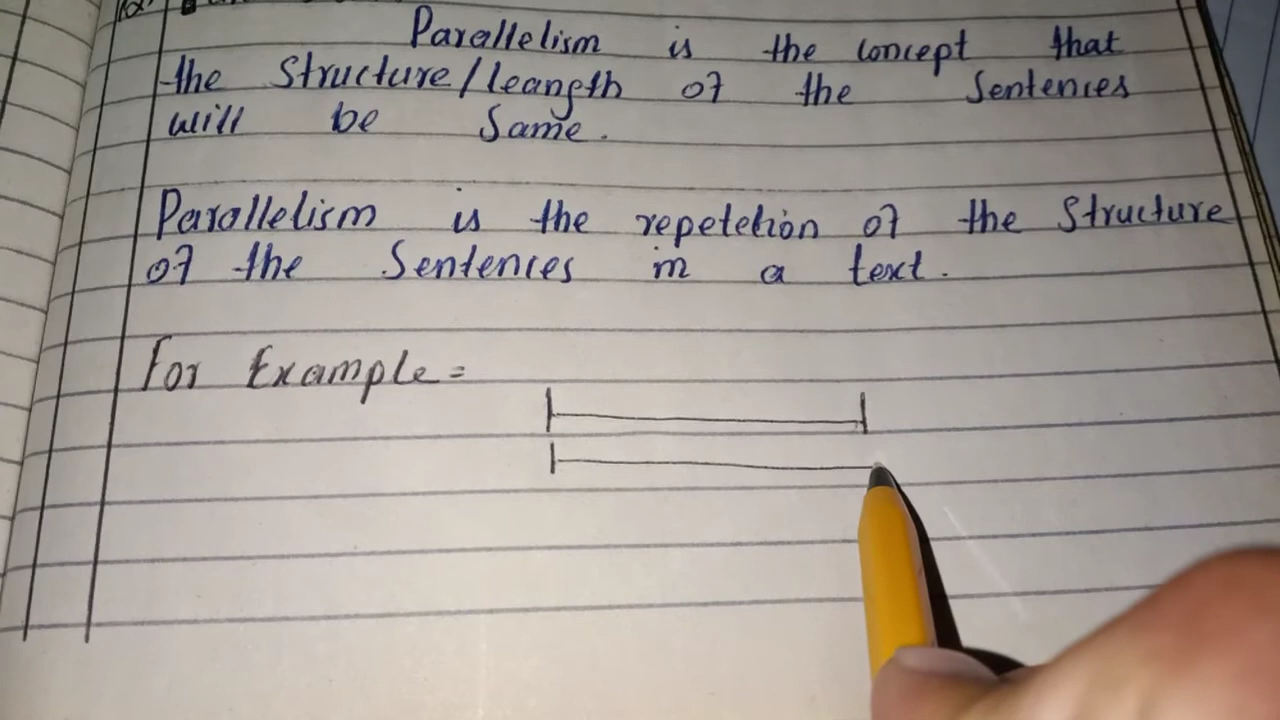 Parallelism is the concept that
the Structure/leangth of the Sentences
will be Same.
Parallelism is the repetetion of the Structure
of the Sentences in a text.
For Example=